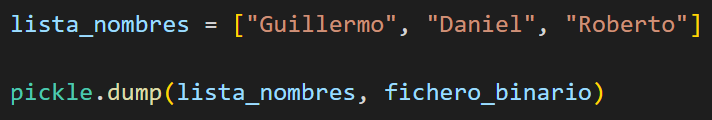 lista_nombres = ["Guillermo", "Daniel", "Roberto"]
pickle.dump(lista_nombres, fichero_binario)